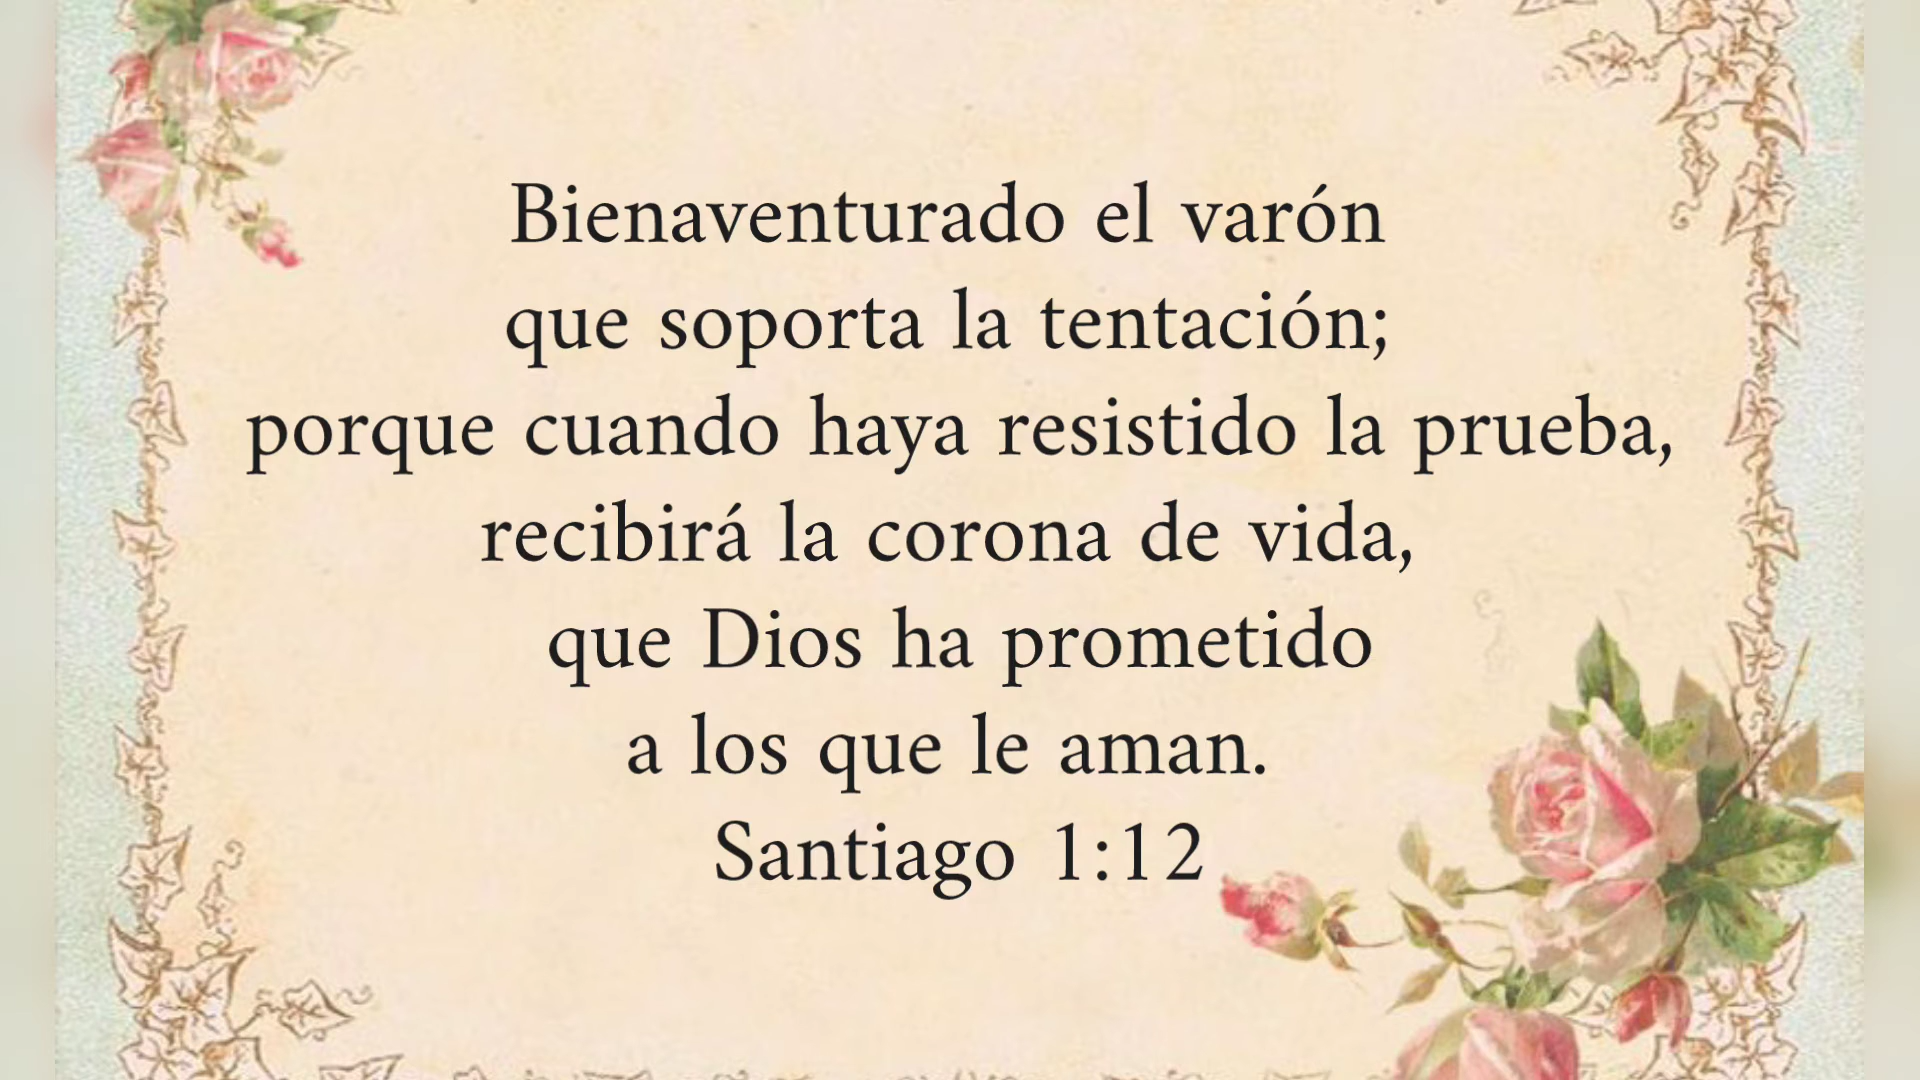 Bienaventurado el varón
que soporta la tentación;
porque cuando haya resistido la prueba,
recibirá la corona de vida,
que Dios ha prometido
a los que le aman.
Santiago 1:12